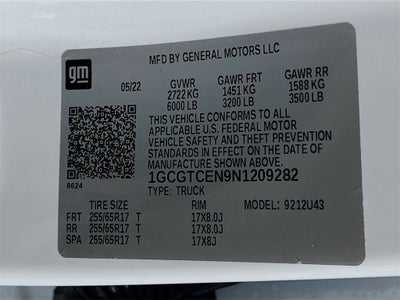 MFD BY GENERAL MOTORS LLC
gm
05/22 GVWR GAWR FRT GAWR RR
2722 KG 1451 KG 1588 KG
6000 LB 3200 LB 3500 LB
THIS VEHICLE CONFORMS TO ALL
APPLICABLE U.S. FEDERAL MOTOR
VEHICLE SAFETY AND THEFT PREVENTION
STANDARDS IN EFFECT ON THE DATE OF
MANUFACTURE SHOWN ABOVE.
8624
1GCGTCEN9N1209282
TYPE: TRUCK MODEL: 9212U43
TIRE SIZE RIM
FRT 255/65R17 T 17X8.0J
RR 255/65R17 T 17X8.0J
SPA 255/65R17 T 17X8J